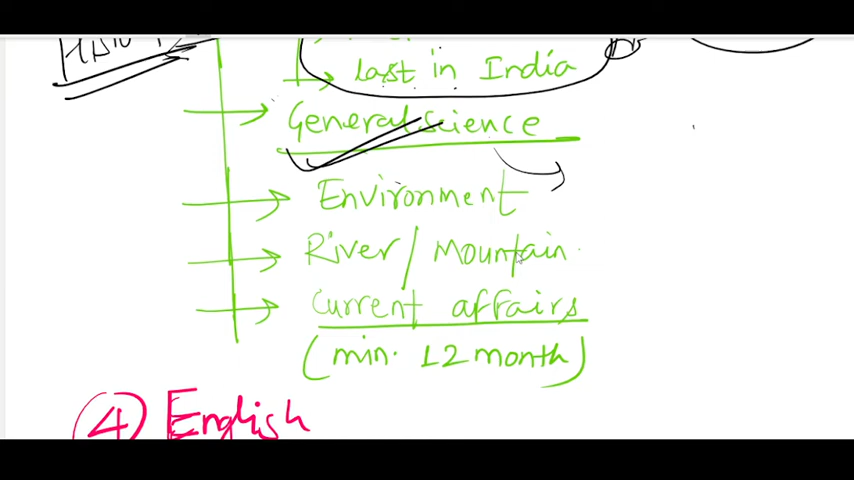 last in India
General science
Environment
River / Mountain
Current affairs
(min. 12 month)
④ English